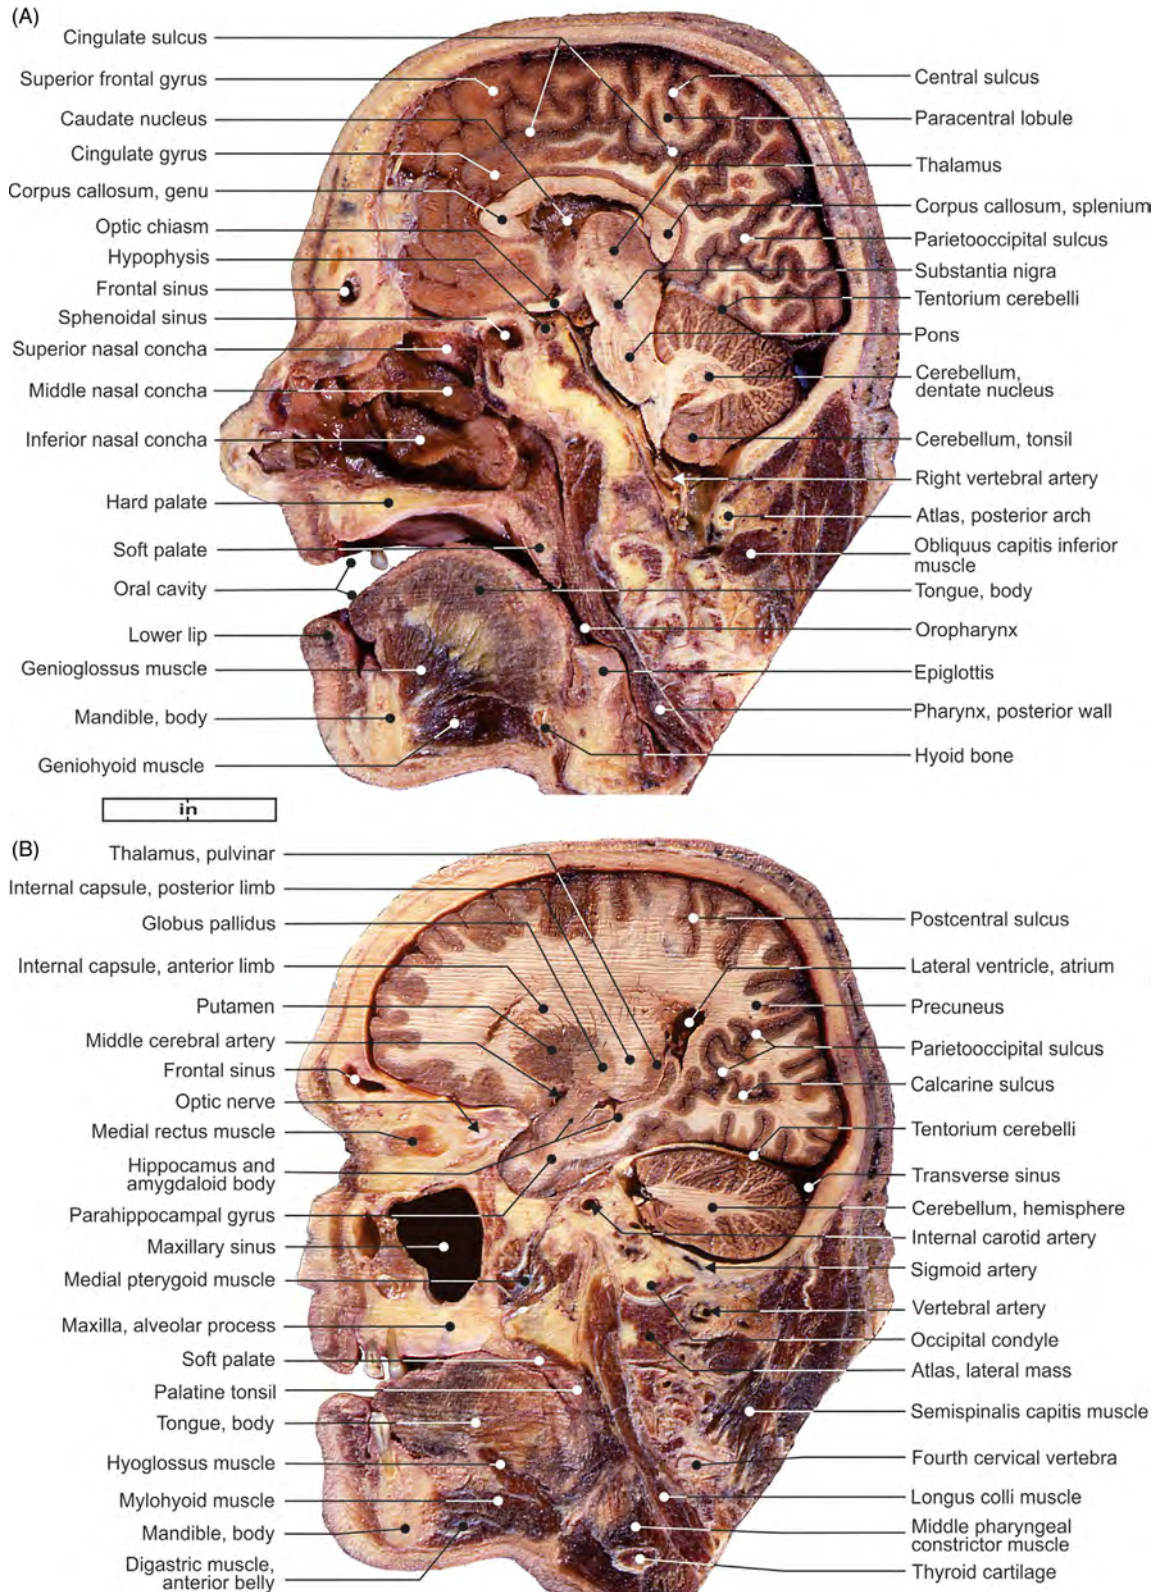 (A)
Cingulate sulcus
Superior frontal gyrus
Caudate nucleus
Cingulate gyrus
Corpus callosum, genu
Optic chiasm
Hypophysis
Frontal sinus
Sphenoidal sinus
Superior nasal concha
Middle nasal concha
Inferior nasal concha
Hard palate
Soft palate
Oral cavity
Lower lip
Genioglossus muscle
Mandible, body
Geniohyoid muscle
Central sulcus
Paracentral lobule
Thalamus
Corpus callosum, splenium
Parietooccipital sulcus
Substantia nigra
Tentorium cerebelli
Pons
Cerebellum,
dentate nucleus
Cerebellum, tonsil
Right vertebral artery
Atlas, posterior arch
Obliquus capitis inferior
muscle
Tongue, body
Oropharynx
Epiglottis
Pharynx, posterior wall
Hyoid bone
in
(B)
Thalamus, pulvinar
Internal capsule, posterior limb
Globus pallidus
Internal capsule, anterior limb
Putamen
Middle cerebral artery
Frontal sinus
Optic nerve
Medial rectus muscle
Hippocamus and
amygdaloid body
Parahippocampal gyrus
Maxillary sinus
Medial pterygoid muscle
Maxilla, alveolar process
Soft palate
Palatine tonsil
Tongue, body
Hyoglossus muscle
Mylohyoid muscle
Mandible, body
Digastric muscle,
anterior belly
Postcentral sulcus
Lateral ventricle, atrium
Precuneus
Parietooccipital sulcus
Calcarine sulcus
Tentorium cerebelli
Transverse sinus
Cerebellum, hemisphere
Internal carotid artery
Sigmoid artery
Vertebral artery
Occipital condyle
Atlas, lateral mass
Semispinalis capitis muscle
Fourth cervical vertebra
Longus colli muscle
Middle pharyngeal
constrictor muscle
Thyroid cartilage